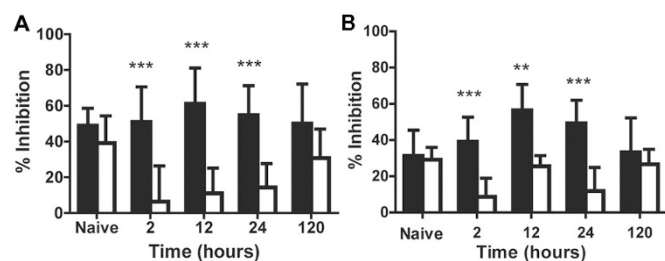 A
% Inhibition
100
80
60
40
20
0
*** *** ***
Naive 2 12 24 120
Time (hours)
B
% Inhibition
100
80
60
40
20
0
*** ** ***
Naive 2 12 24 120
Time (hours)